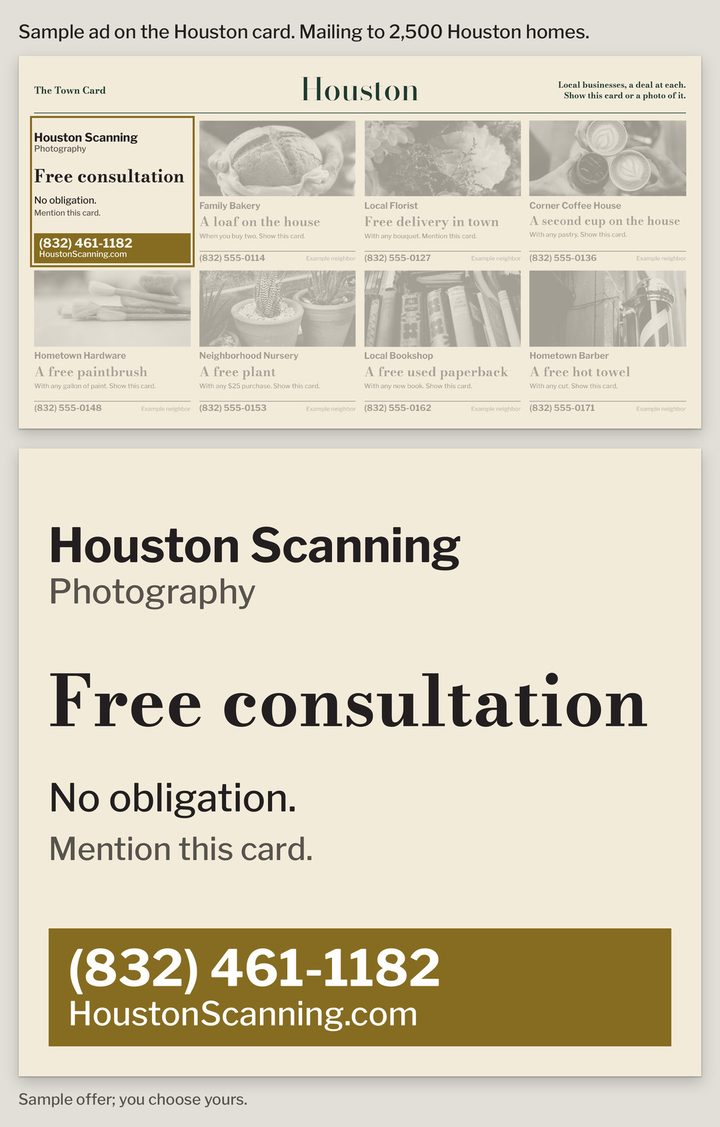 Sample ad on the Houston card. Mailing to 2,500 Houston homes.
The Town Card
Houston
Local businesses, a deal at each.
Show this card or a photo of it.
Houston Scanning
Photography
Free consultation
No obligation.
Mention this card.
(832) 461-1182
HoustonScanning.com
Family Bakery
A loaf on the house
When you buy two. Show this card.
(832) 555-0114
Example neighbor
Local Florist
Free delivery in town
With any bouquet. Mention this card.
(832) 555-0127
Example neighbor
Corner Coffee House
A second cup on the house
With any pastry. Show this card.
(832) 555-0136
Example neighbor
Hometown Hardware
A free paintbrush
With any gallon of paint. Show this card.
(832) 555-0148
Example neighbor
Neighborhood Nursery
A free plant
With any $25 purchase. Show this card.
(832) 555-0153
Example neighbor
Local Bookshop
A free used paperback
With any new book. Show this card.
(832) 555-0162
Example neighbor
Hometown Barber
A free hot towel
With any cut. Show this card.
(832) 555-0171
Example neighbor
Houston Scanning
Photography
Free consultation
No obligation.
Mention this card.
(832) 461-1182
HoustonScanning.com
Sample offer; you choose yours.